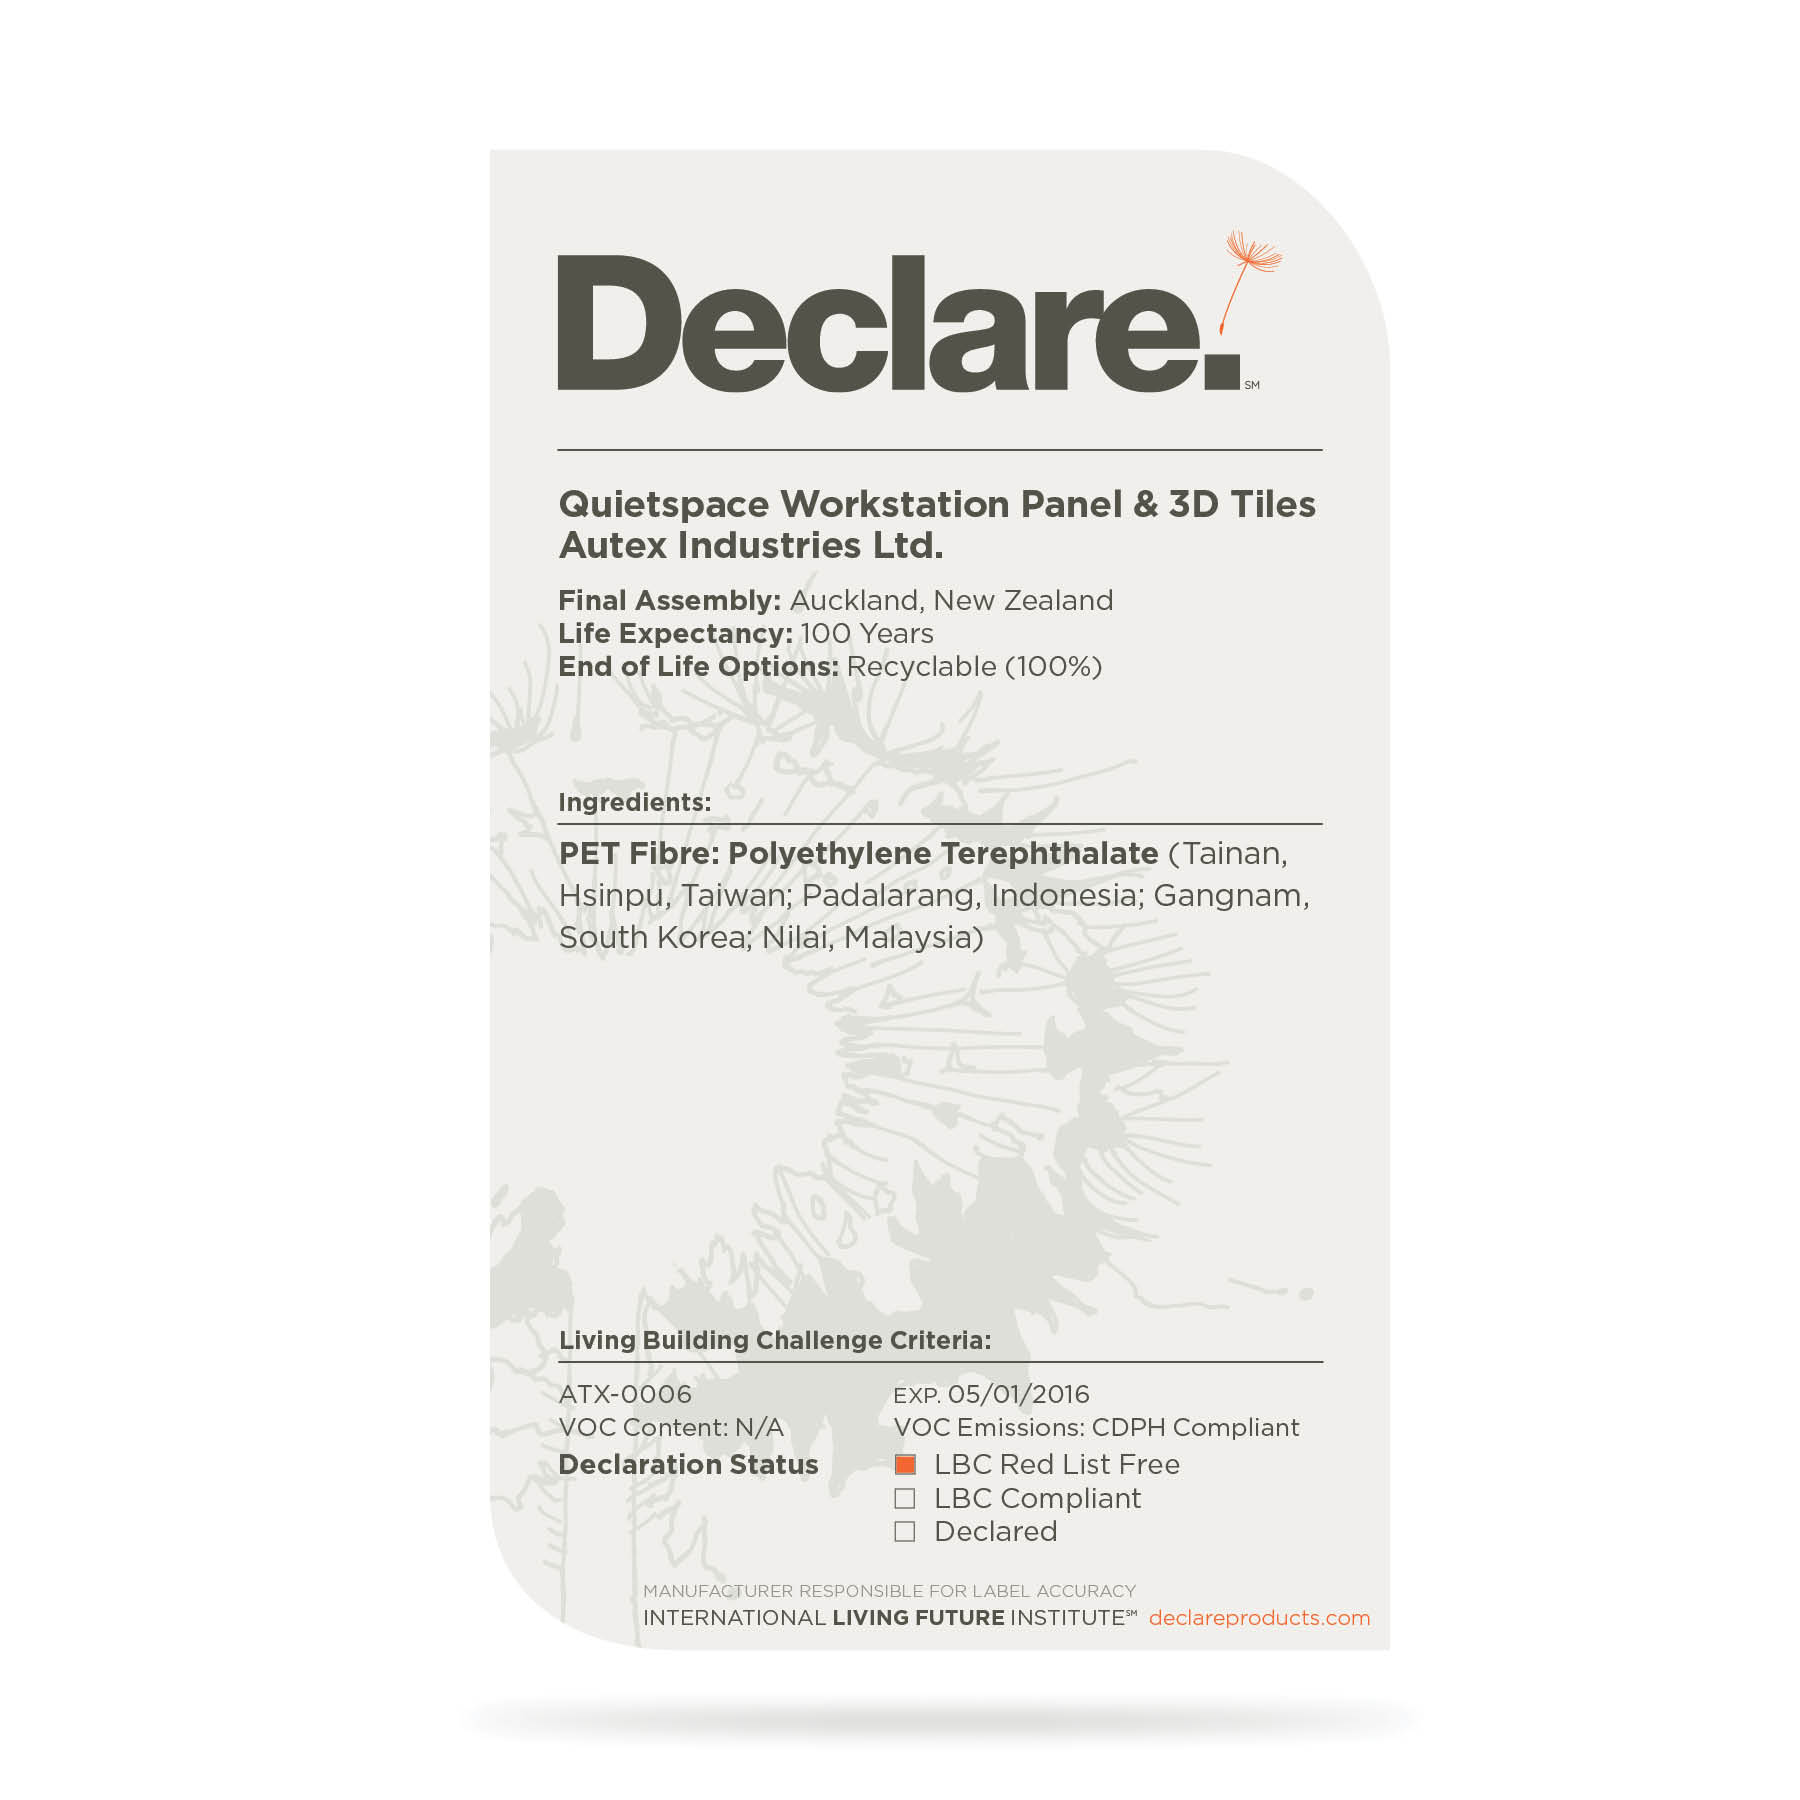 Declare.℠
Quietspace Workstation Panel & 3D Tiles
Autex Industries Ltd.
Final Assembly: Auckland, New Zealand
Life Expectancy: 100 Years
End of Life Options: Recyclable (100%)
Ingredients:
PET Fibre: Polyethylene Terephthalate (Tainan,
Hsinpu, Taiwan; Padalarang, Indonesia; Gangnam,
South Korea; Nilai, Malaysia)
Living Building Challenge Criteria:
ATX-0006 EXP. 05/01/2016
VOC Content: N/A VOC Emissions: CDPH Compliant
Declaration Status LBC Red List Free
LBC Compliant
Declared
MANUFACTURER RESPONSIBLE FOR LABEL ACCURACY
INTERNATIONAL LIVING FUTURE INSTITUTE℠ declareproducts.com